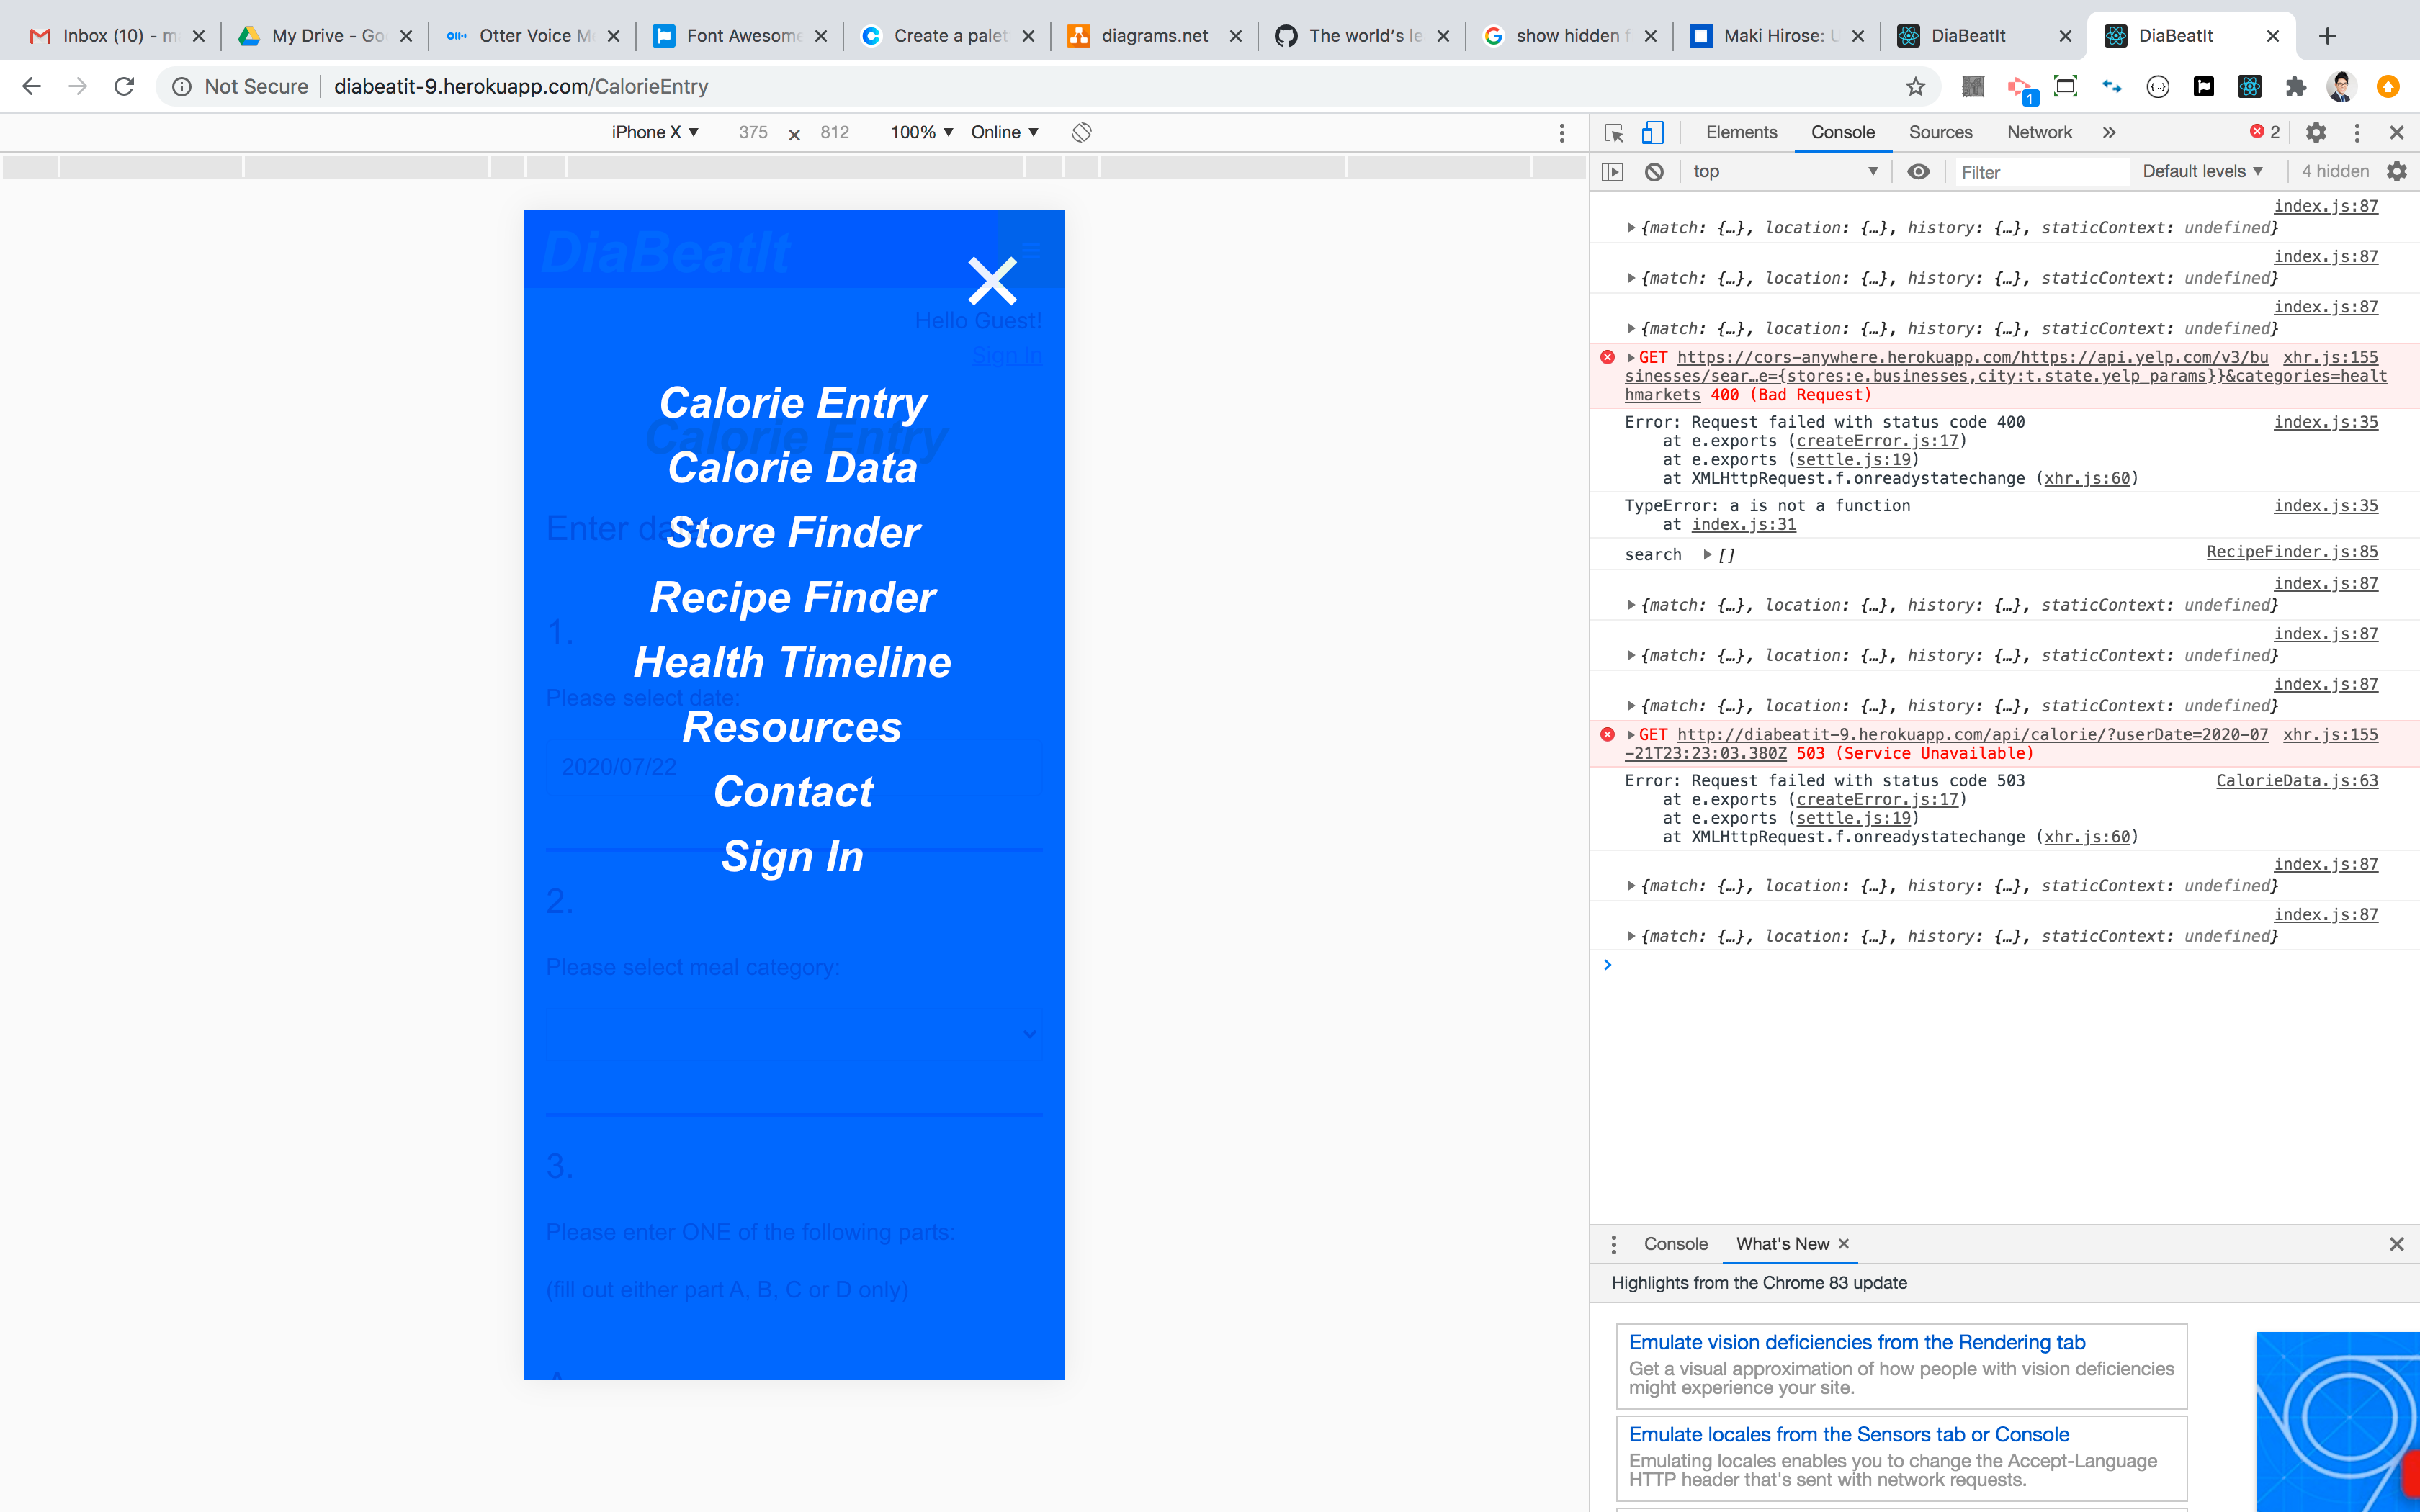 Inbox (10) - m
My Drive - Go
Otter Voice M
Font Awesome
Create a palet
diagrams.net
The world's le
show hidden f
Maki Hirose: U
DiaBeatIt
DiaBeatIt
Not Secure
diabeatit-9.herokuapp.com/CalorieEntry
1
iPhone X
375
812
100%
Online
Elements
Console
Sources
Network
2
top
Filter
Default levels
4 hidden
DiaBeatIt
Hello Guest!
Sign In
Calorie Entry
Calorie Entry
Calorie Data
Enter da
Store Finder
Recipe Finder
1.
Health Timeline
Please select date:
Resources
2020/07/22
Contact
Sign In
2.
Please select meal category:
3.
Please enter ONE of the following parts:
(fill out either part A, B, C or D only)
index.js:87
{match: {…}, location: {…}, history: {…}, staticContext: undefined}
index.js:87
{match: {…}, location: {…}, history: {…}, staticContext: undefined}
index.js:87
{match: {…}, location: {…}, history: {…}, staticContext: undefined}
GET https://cors-anywhere.herokuapp.com/https://api.yelp.com/v3/bu xhr.js:155
sinesses/sear…e={stores:e.businesses,city:t.state.yelp_params}}&categories=healt
hmarkets 400 (Bad Request)
Error: Request failed with status code 400 index.js:35
at e.exports (createError.js:17)
at e.exports (settle.js:19)
at XMLHttpRequest.f.onreadystatechange (xhr.js:60)
TypeError: a is not a function index.js:35
at index.js:31
search [] RecipeFinder.js:85
index.js:87
{match: {…}, location: {…}, history: {…}, staticContext: undefined}
index.js:87
{match: {…}, location: {…}, history: {…}, staticContext: undefined}
index.js:87
{match: {…}, location: {…}, history: {…}, staticContext: undefined}
GET http://diabeatit-9.herokuapp.com/api/calorie/?userDate=2020-07 xhr.js:155
-21T23:23:03.380Z 503 (Service Unavailable)
Error: Request failed with status code 503 CalorieData.js:63
at e.exports (createError.js:17)
at e.exports (settle.js:19)
at XMLHttpRequest.f.onreadystatechange (xhr.js:60)
index.js:87
{match: {…}, location: {…}, history: {…}, staticContext: undefined}
index.js:87
{match: {…}, location: {…}, history: {…}, staticContext: undefined}
Console
What's New
Highlights from the Chrome 83 update
Emulate vision deficiencies from the Rendering tab
Get a visual approximation of how people with vision deficiencies
might experience your site.
Emulate locales from the Sensors tab or Console
Emulating locales enables you to change the Accept-Language
HTTP header that's sent with network requests.